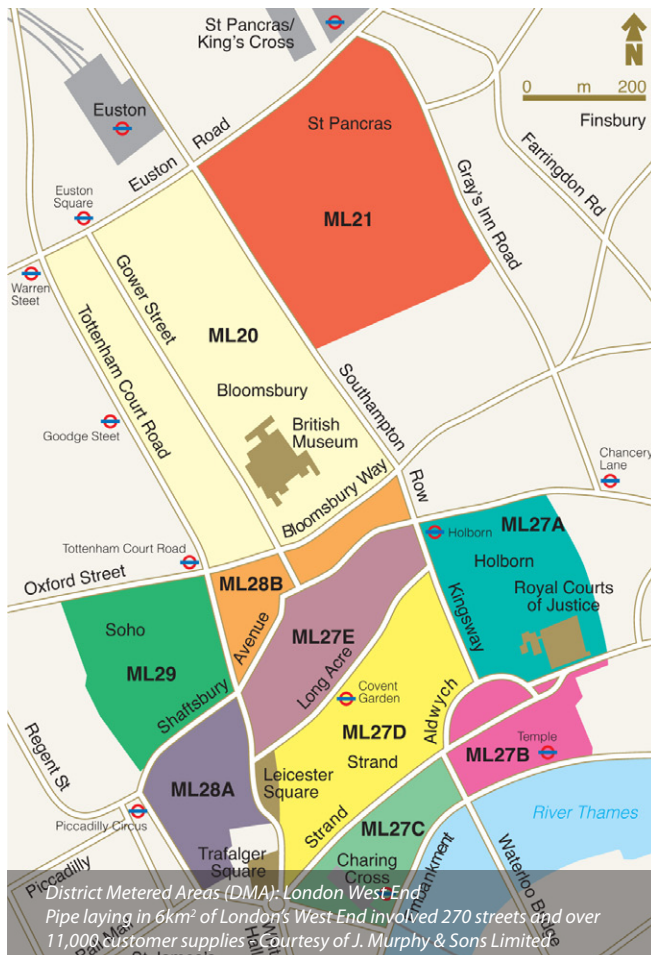 St Pancras/
King's Cross
N
0 m 200
Finsbury
Euston
Euston Road
St Pancras
Farringdon Rd
Gray's Inn Road
Euston
Square
ML21
Warren
Steet
Gower Street
Tottenham Court Road
ML20
Bloomsbury
British
Museum
Southampton
Row
Goodge Steet
Bloomsbury Way
Chancery
Lane
Tottenham Court Road
Holborn
ML27A
Holborn
Oxford Street
ML28B
Royal Courts
of Justice
Kingsway
Soho
Avenue
ML27E
Long Acre
ML29
Shaftsbury
Covent
Garden
Aldwych
ML27D
Strand
Temple
ML27B
Regent St
ML28A
Leicester
Square
Strand
ML27C
River Thames
Piccadilly Circus
Trafalger
Square
Charing
Cross
Waterloo Bridge
Piccadilly
Pall Mall
District Metered Areas (DMA): London West End
Pipe laying in 6km² of London's West End involved 270 streets and over
11,000 customer supplies - Courtesy of J. Murphy & Sons Limited